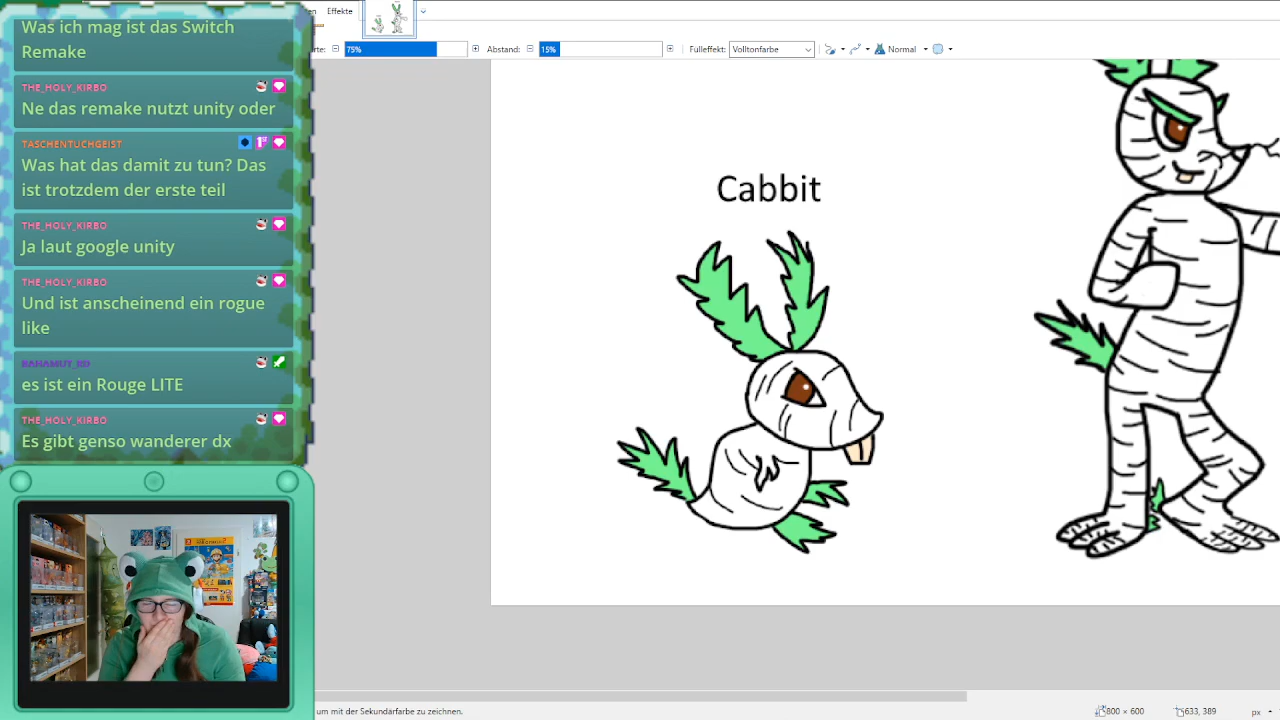 Was ich mag ist das Switch
Remake
THE_HOLY_KIRBO
Ne das remake nutzt unity oder
TASCHENTUCHGEIST
Was hat das damit zu tun? Das
ist trotzdem der erste teil
THE_HOLY_KIRBO
Ja laut google unity
THE_HOLY_KIRBO
Und ist anscheinend ein rogue
like
es ist ein Rouge LITE
THE_HOLY_KIRBO
Es gibt genso wanderer dx
Effekte
75%
Abstand:
15%
Fülleffekt:
Volltonfarbe
Normal
Cabbit
um mit der Sekundärfarbe zu zeichnen.
800 × 600
633, 389
px